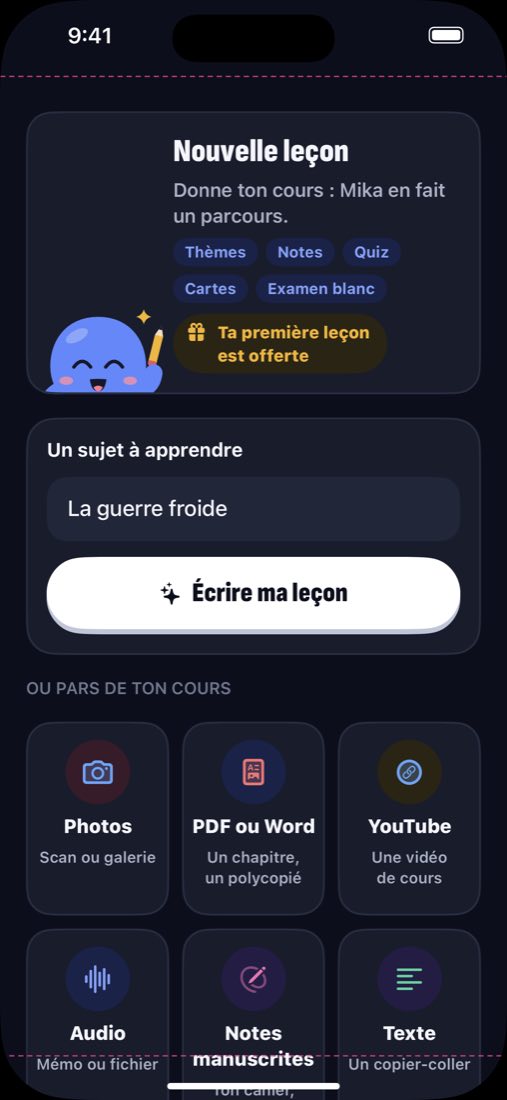 9:41
Nouvelle leçon
Donne ton cours : Mika en fait
un parcours.
Thèmes
Notes
Quiz
Cartes
Examen blanc
Ta première leçon
est offerte
Un sujet à apprendre
La guerre froide
Écrire ma leçon
OU PARS DE TON COURS
Photos
Scan ou galerie
PDF ou Word
Un chapitre,
un polycopié
YouTube
Une vidéo
de cours
Audio
Mémo ou fichier
Notes
manuscrites
Ton cahier,
Texte
Un copier-coller